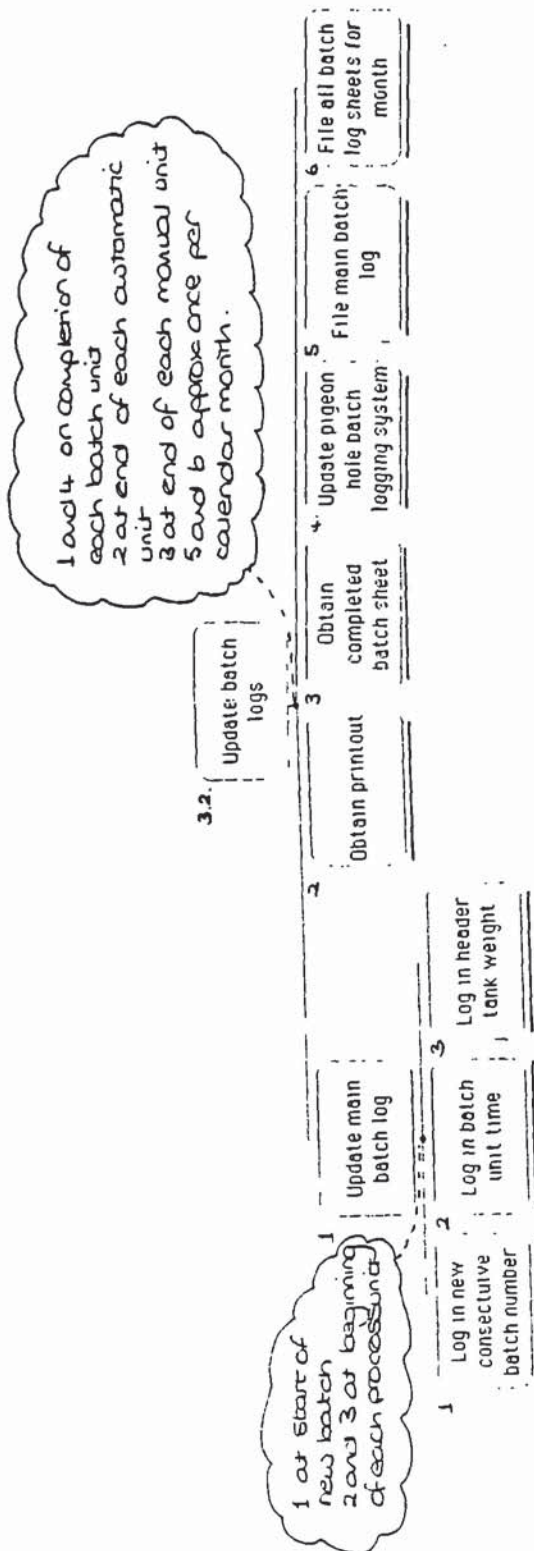 1 and 4 on completion of
each batch unit
2 at end of each automatic
unit
3 at end of each manual unit
5 and 6 approx once per
calendar month.
3.2.
Update batch
logs
1
Update main
batch log
2
Obtain printout
3
Obtain
completed
batch sheet
4.
Update pigeon
hole batch
logging system
5
File main batch
log
6.
File all batch
log sheets for
month
1 at start of
new batch
2 and 3 at beginning
of each process unit
1
Log in new
consectuive
batch number
2
Log in batch
unit time
3
Log in header
tank weight